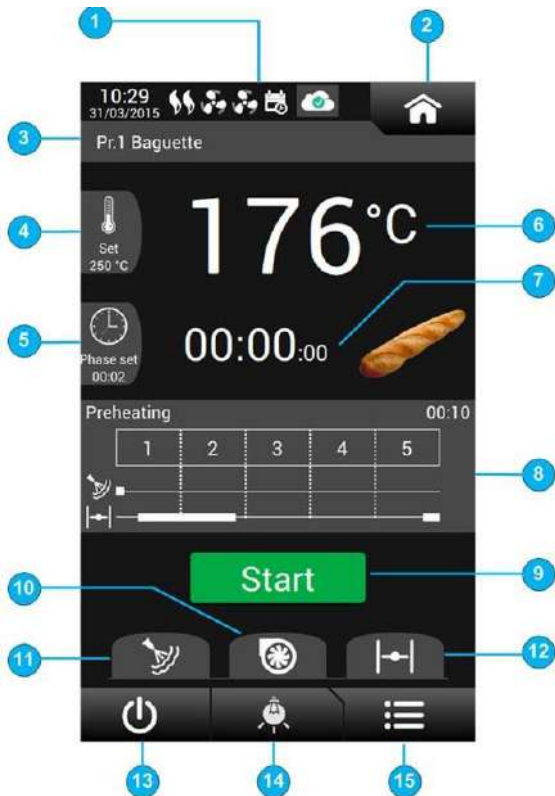 1
2
10:29
31/03/2015
3
Pr.1 Baguette
4
Set
250 °C
176°C
6
7
5
Phase set
00:02
00:00:00
Preheating
00:10
1 2 3 4 5
8
Start
9
10
11
12
13
14
15